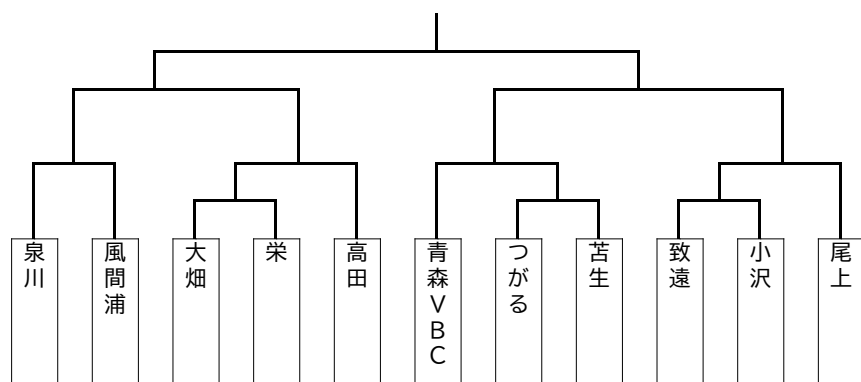 泉川
風間浦
大畑
栄
高田
青森VBC
つがる
苫生
致遠
小沢
尾上